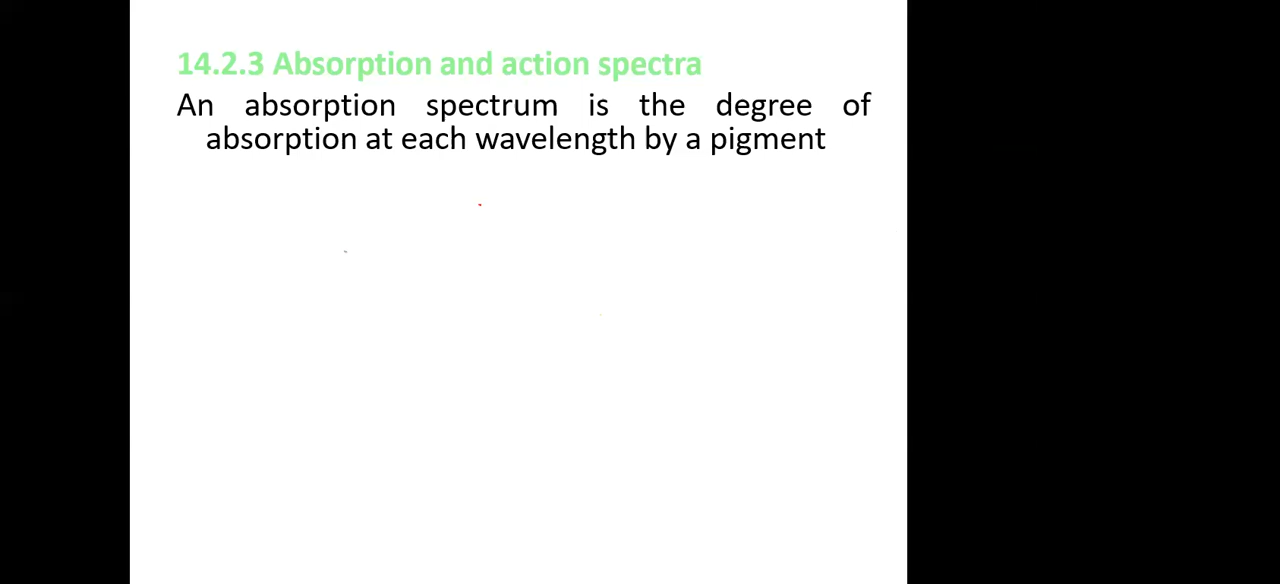 14.2.3 Absorption and action spectra
An absorption spectrum is the degree of
absorption at each wavelength by a pigment